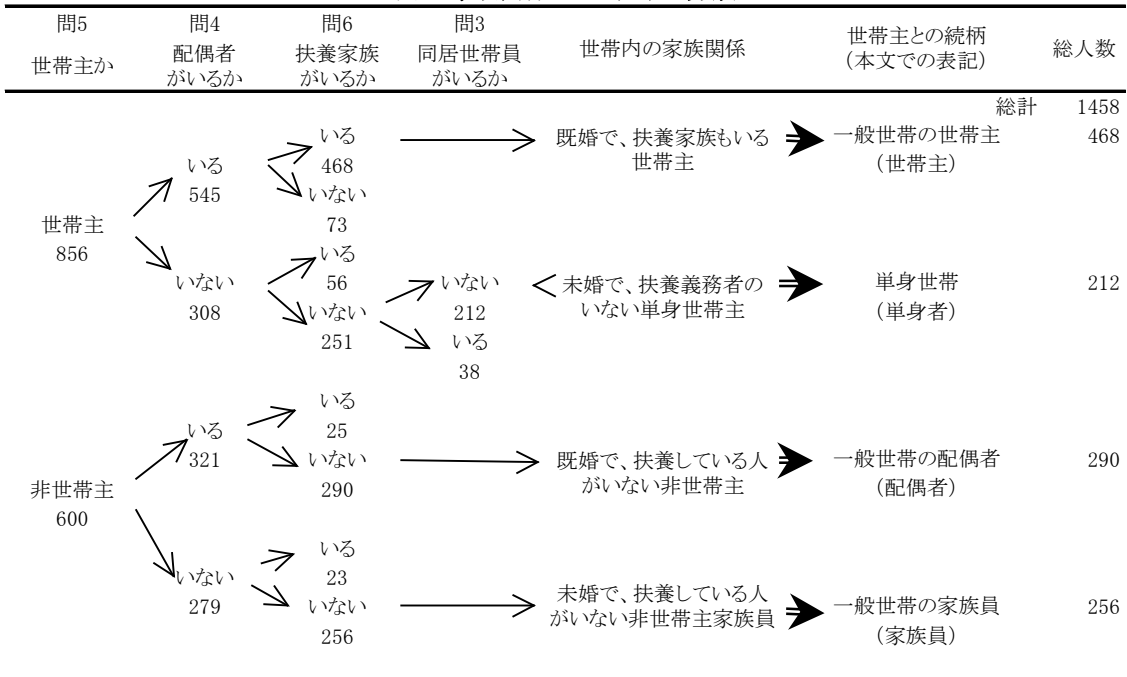 問5
世帯主か
問4
配偶者
がいるか
問6
扶養家族
がいるか
問3
同居世帯員
がいるか
世帯内の家族関係
世帯主との続柄
(本文での表記)
総人数
総計 1458
世帯主
856
いる
545
いる
468
いない
73
既婚で、扶養家族もいる
世帯主
一般世帯の世帯主
(世帯主)
468
いない
308
いる
56
いない
251
いない
212
いる
38
未婚で、扶養義務者の
いない単身世帯主
単身世帯
(単身者)
212
非世帯主
600
いる
321
いる
25
いない
290
既婚で、扶養している人
がいない非世帯主
一般世帯の配偶者
(配偶者)
290
いない
279
いる
23
いない
256
未婚で、扶養している人
がいない非世帯主家族員
一般世帯の家族員
(家族員)
256